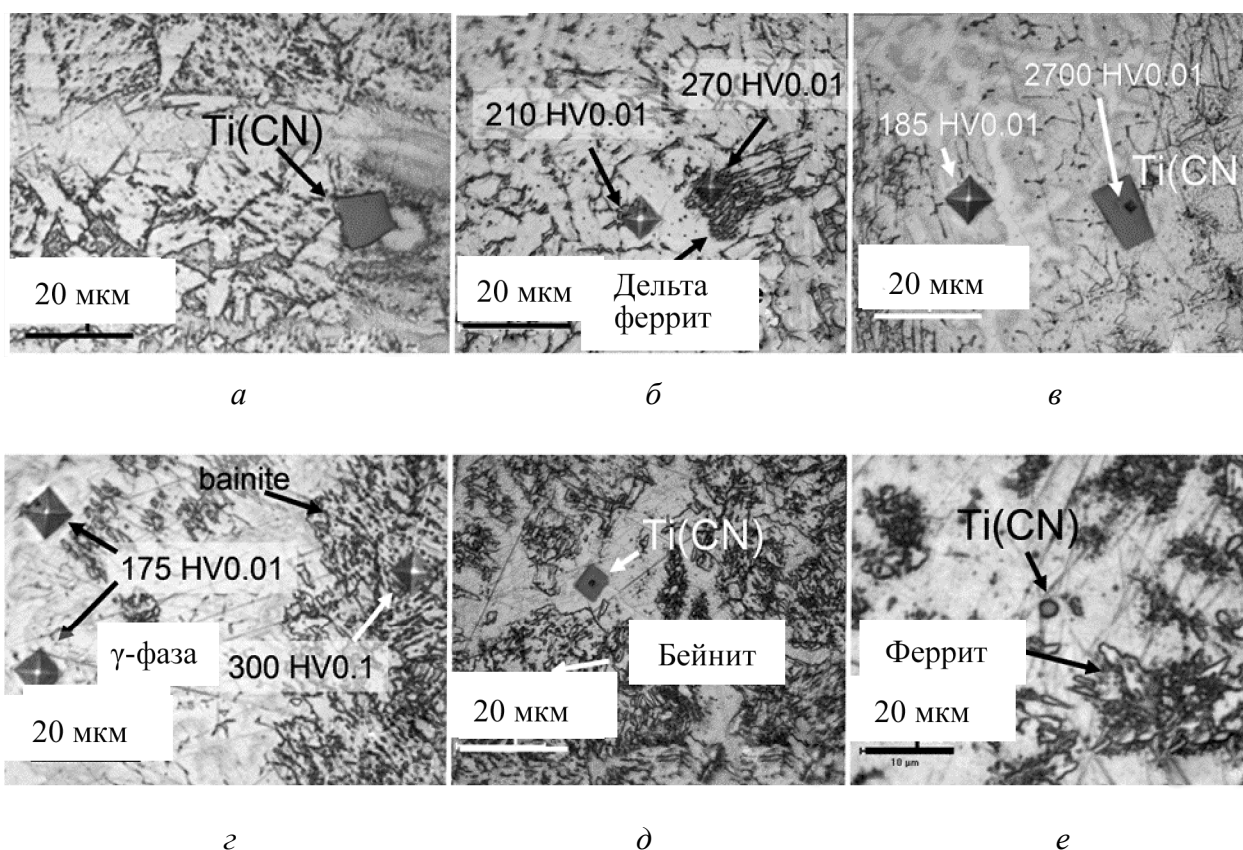 Ti(CN)
20 мкм
270 HV0.01
210 HV0.01
20 мкм
Дельта
феррит
2700 HV0.01
185 HV0.01
Ti(CN
20 мкм
а
б
в
bainite
175 HV0.01
γ-фаза
300 HV0.1
20 мкм
Ti(CN)
Бейнит
20 мкм
Ti(CN)
Феррит
20 мкм
10 µm
г
д
е